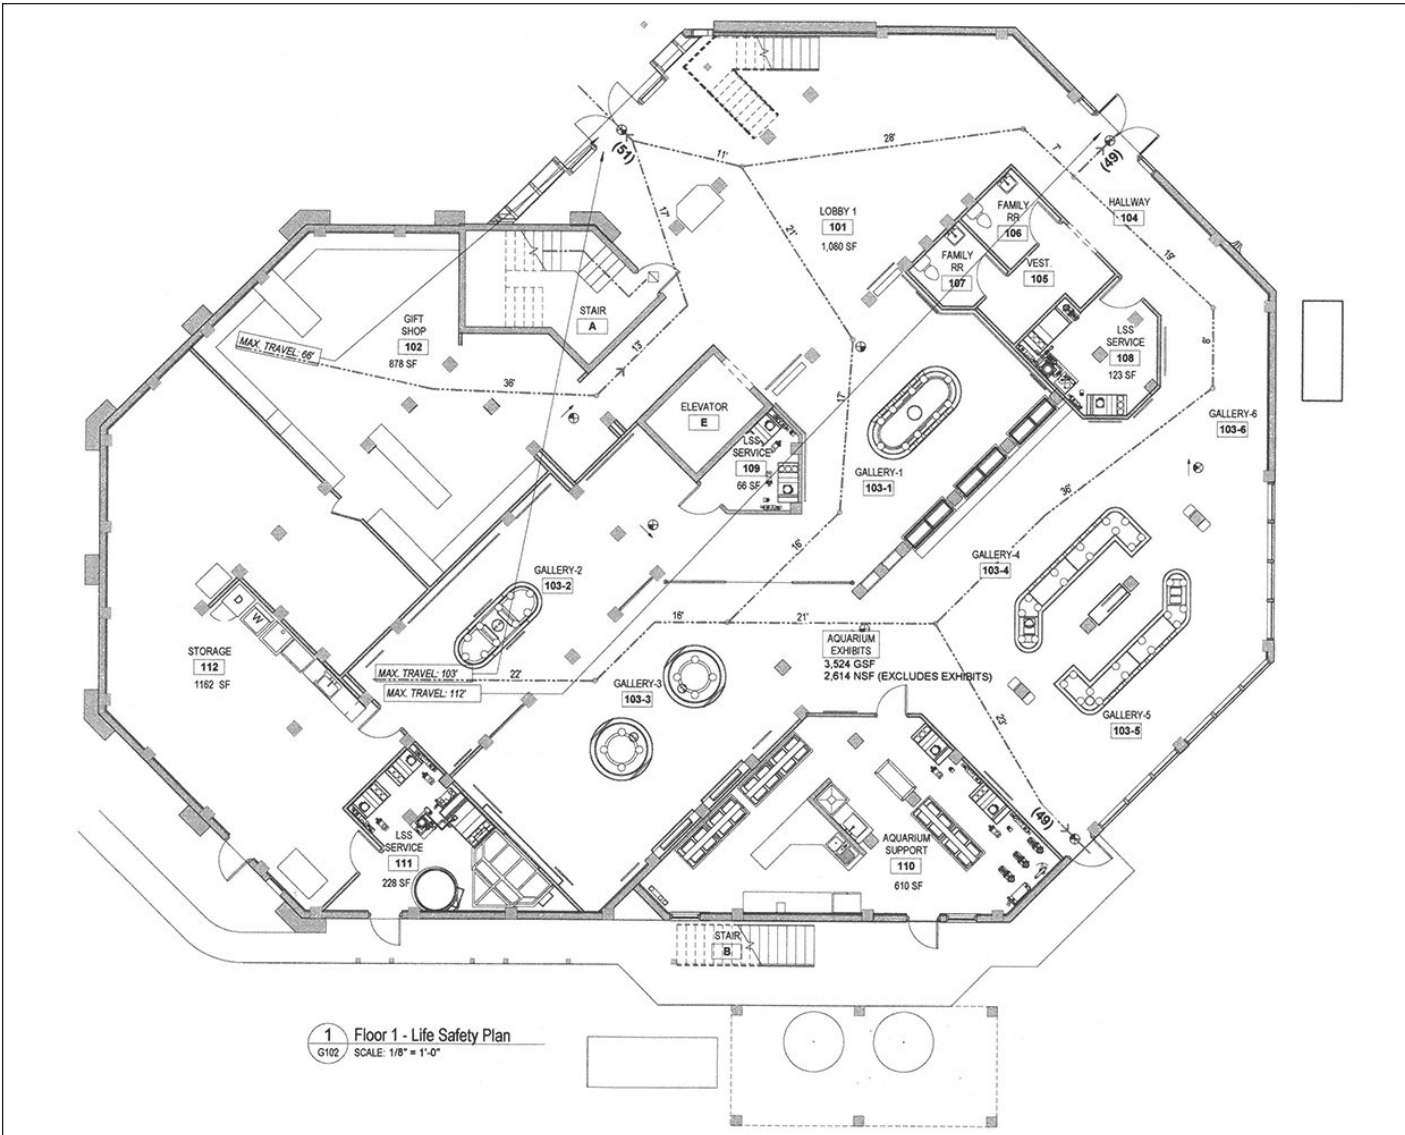 (51)
11'
28'
7'
(49)
17'
21'
LOBBY 1
101
1,080 SF
FAMILY
RR
106
HALLWAY
104
FAMILY
RR
107
VEST.
105
19'
STAIR
A
GIFT
SHOP
102
878 SF
MAX. TRAVEL: 66'
13'
36'
8'
LSS
SERVICE
108
123 SF
ELEVATOR
E
17'
GALLERY-6
103-6
LSS
SERVICE
109
66 SF
GALLERY-1
103-1
36'
16'
GALLERY-2
103-2
GALLERY-4
103-4
D
W
STORAGE
112
1162 SF
16'
21'
AQUARIUM
EXHIBITS
3,524 GSF
2,614 NSF (EXCLUDES EXHIBITS)
MAX. TRAVEL: 103'
22'
MAX. TRAVEL: 112'
GALLERY-3
103-3
GALLERY-5
103-5
23'
(49)
LSS
SERVICE
111
228 SF
AQUARIUM
SUPPORT
110
610 SF
STAIR
B
1
G102
Floor 1 - Life Safety Plan
SCALE: 1/8" = 1'-0"